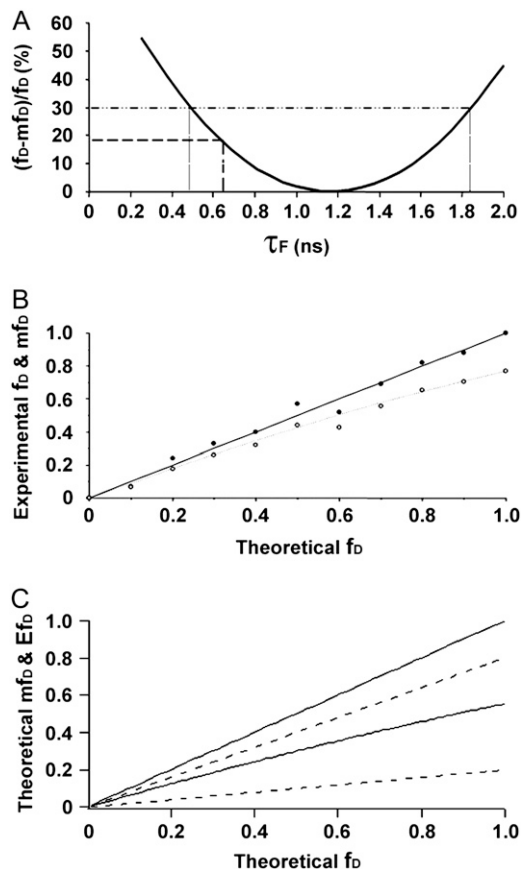 A
(fD-mfD)/fD (%)
60
50
40
30
20
10
0
0 0.2 0.4 0.6 0.8 1.0 1.2 1.4 1.6 1.8 2.0
τF (ns)
B
Experimental fD & mfD
1.0
0.8
0.6
0.4
0.2
0
0 0.2 0.4 0.6 0.8 1.0
Theoretical fD
C
Theoretical mfD & EfD
1.0
0.8
0.6
0.4
0.2
0
0 0.2 0.4 0.6 0.8 1.0
Theoretical fD